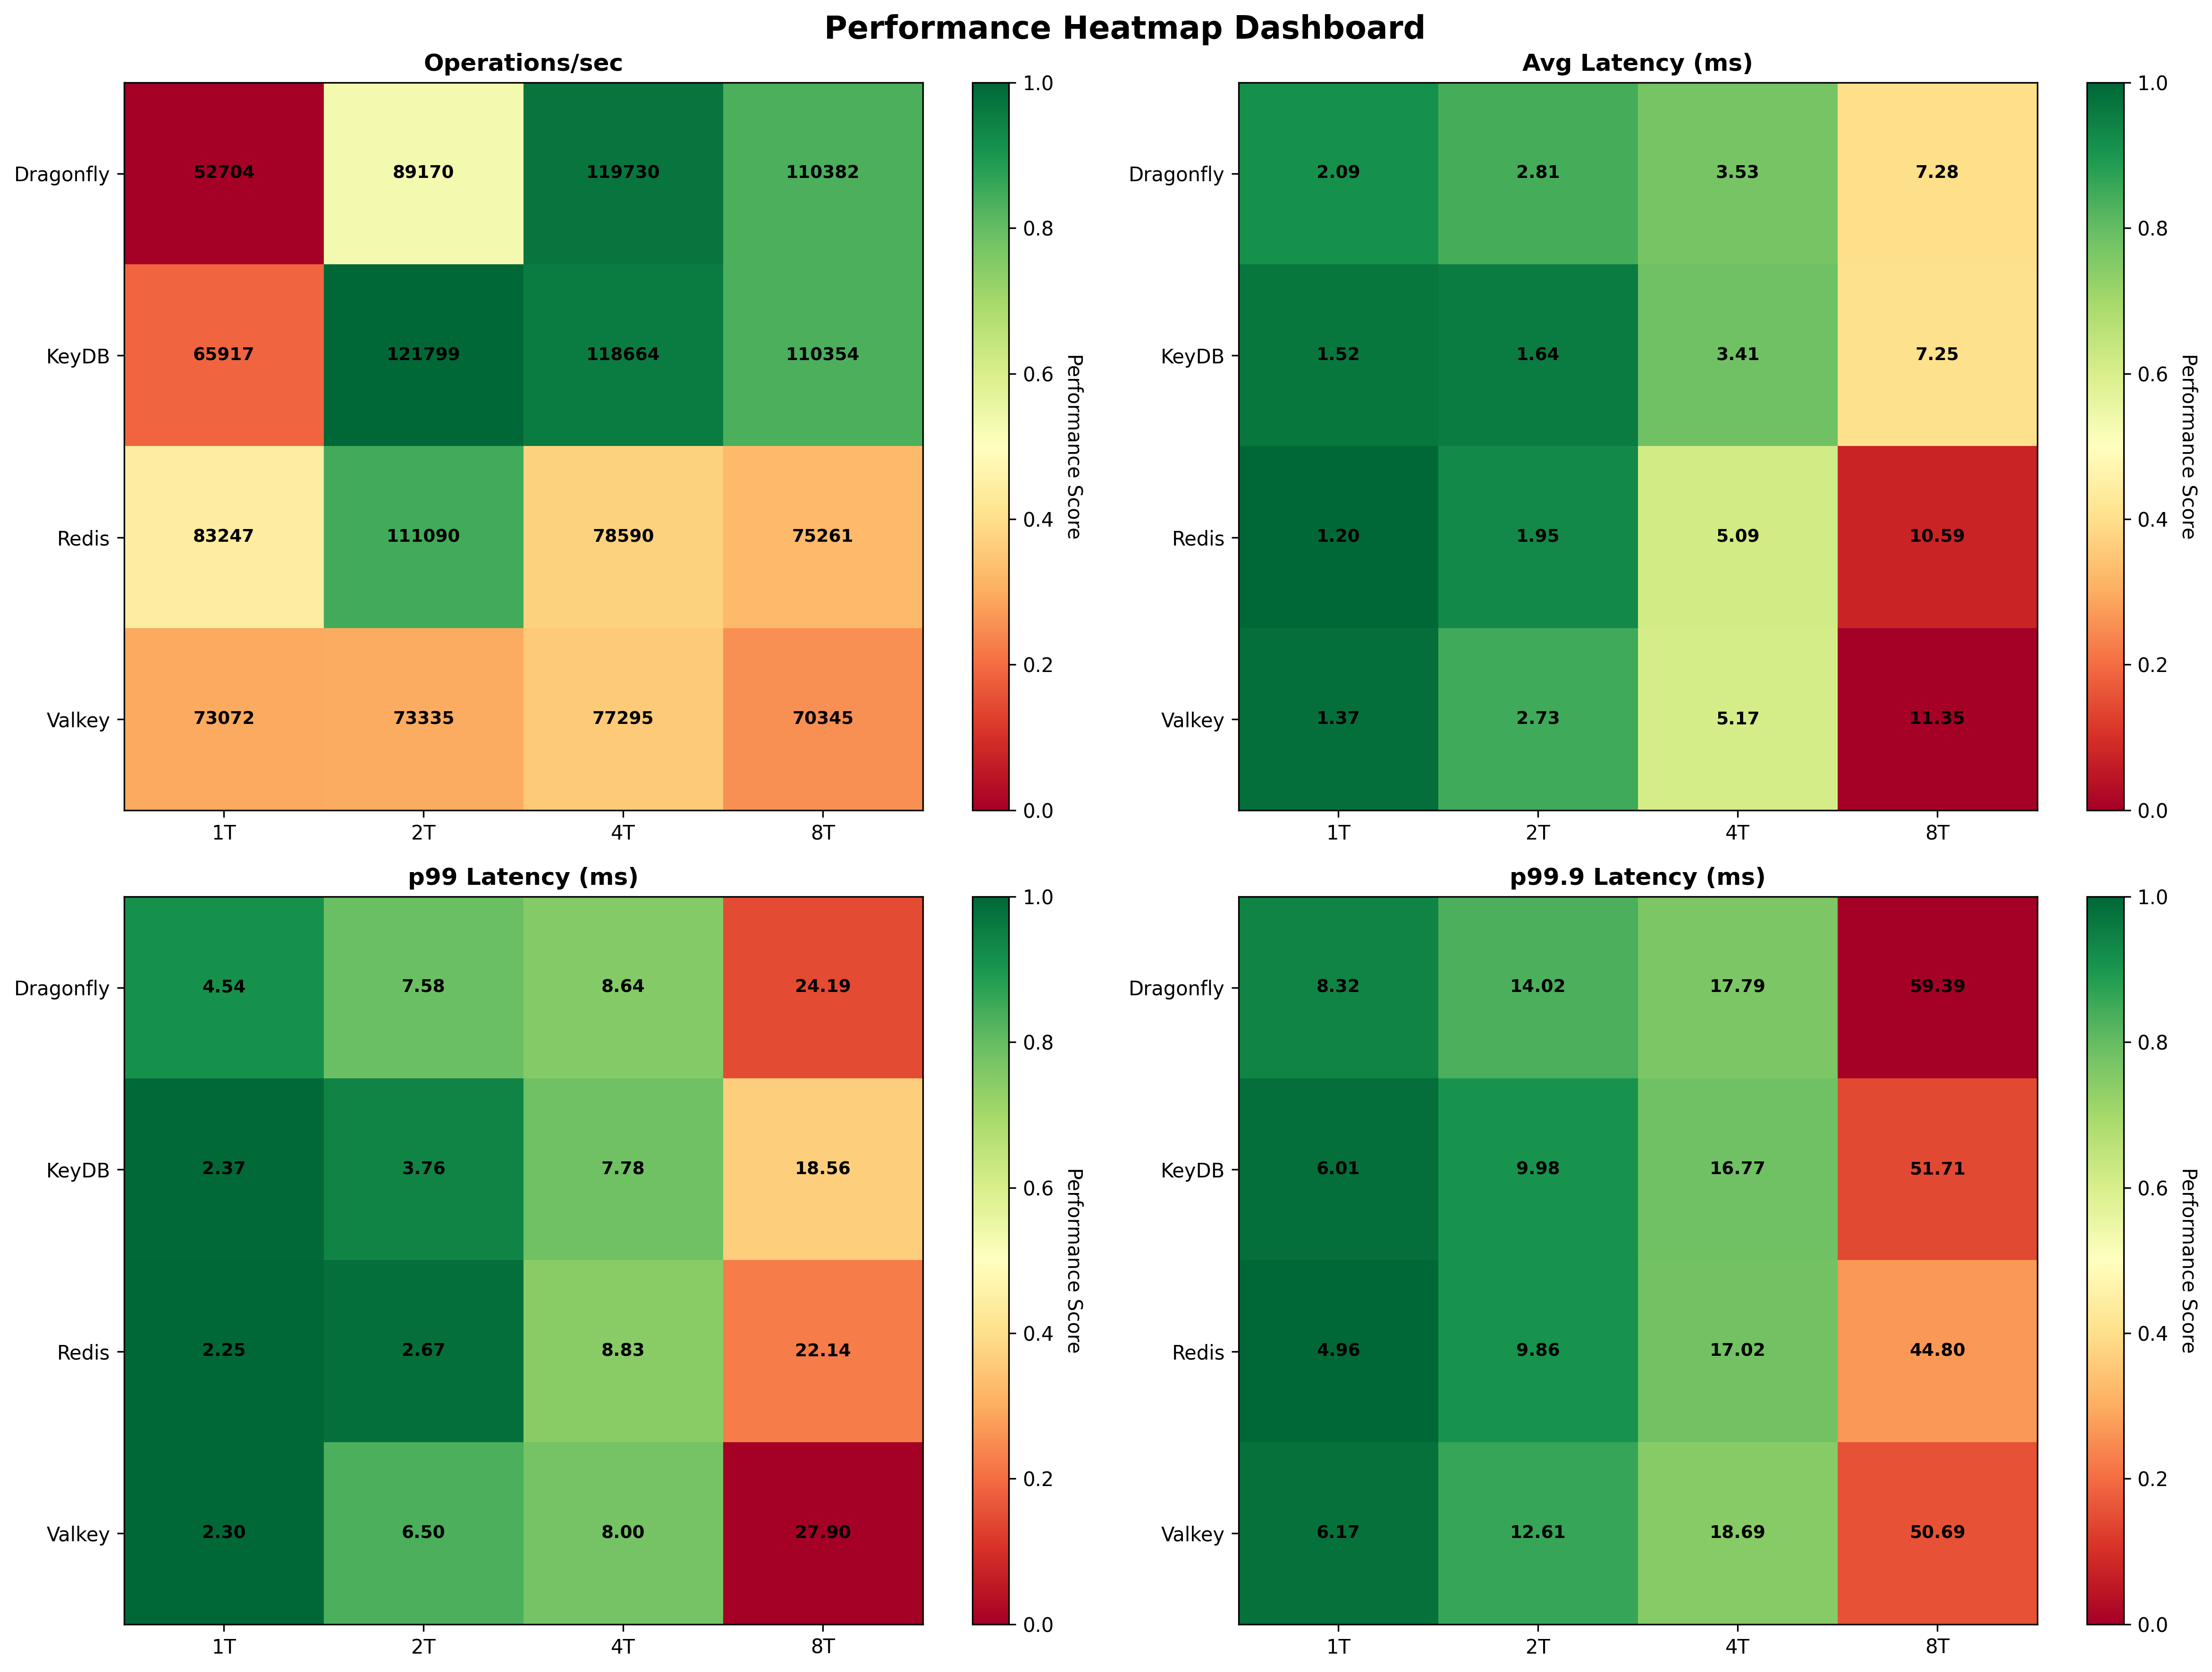 Performance Heatmap Dashboard
Operations/sec
Dragonfly 52704 89170 119730 110382
KeyDB 65917 121799 118664 110354
Redis 83247 111090 78590 75261
Valkey 73072 73335 77295 70345
1T 2T 4T 8T
1.0
0.8
0.6
0.4
0.2
0.0
Performance Score
Avg Latency (ms)
Dragonfly 2.09 2.81 3.53 7.28
KeyDB 1.52 1.64 3.41 7.25
Redis 1.20 1.95 5.09 10.59
Valkey 1.37 2.73 5.17 11.35
1T 2T 4T 8T
1.0
0.8
0.6
0.4
0.2
0.0
Performance Score
p99 Latency (ms)
Dragonfly 4.54 7.58 8.64 24.19
KeyDB 2.37 3.76 7.78 18.56
Redis 2.25 2.67 8.83 22.14
Valkey 2.30 6.50 8.00 27.90
1T 2T 4T 8T
1.0
0.8
0.6
0.4
0.2
0.0
Performance Score
p99.9 Latency (ms)
Dragonfly 8.32 14.02 17.79 59.39
KeyDB 6.01 9.98 16.77 51.71
Redis 4.96 9.86 17.02 44.80
Valkey 6.17 12.61 18.69 50.69
1T 2T 4T 8T
1.0
0.8
0.6
0.4
0.2
0.0
Performance Score